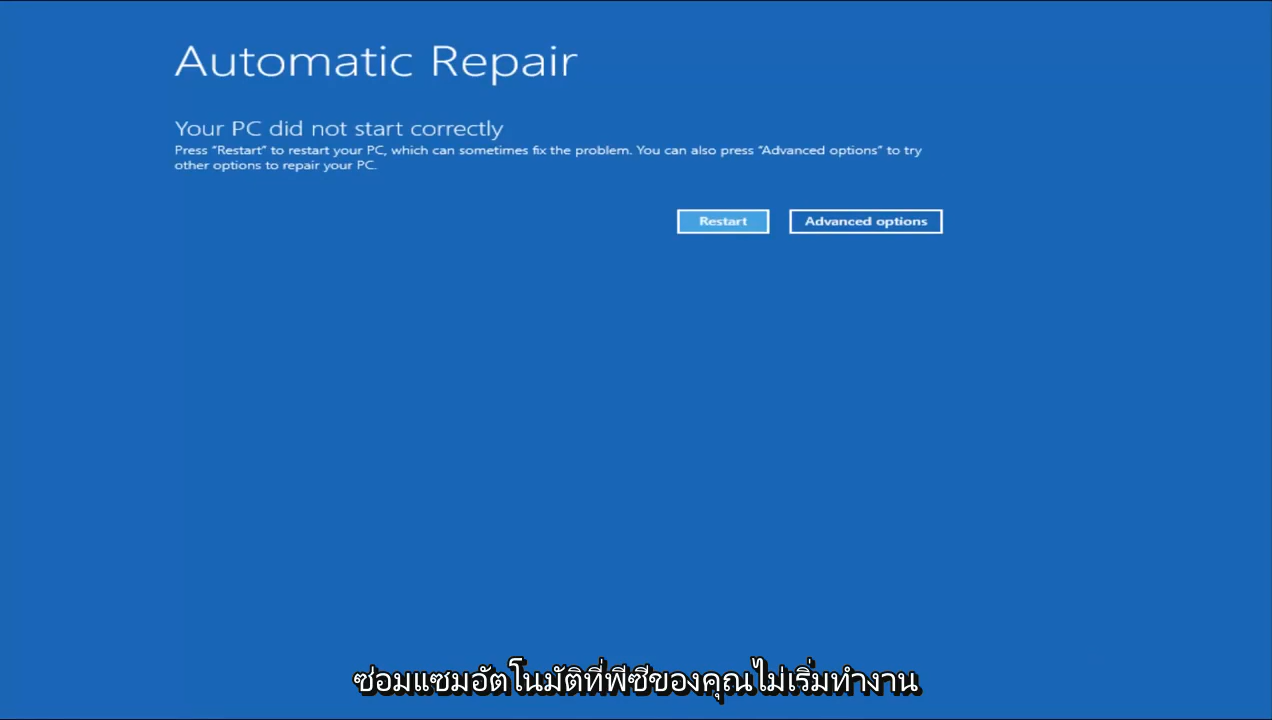 Automatic Repair
Your PC did not start correctly
Press “Restart” to restart your PC, which can sometimes fix the problem. You can also press “Advanced options” to try
other options to repair your PC.
Restart
Advanced options
ซ่อมแซมอัตโนมัติที่พีซีของคุณไม่เริ่มทำงาน